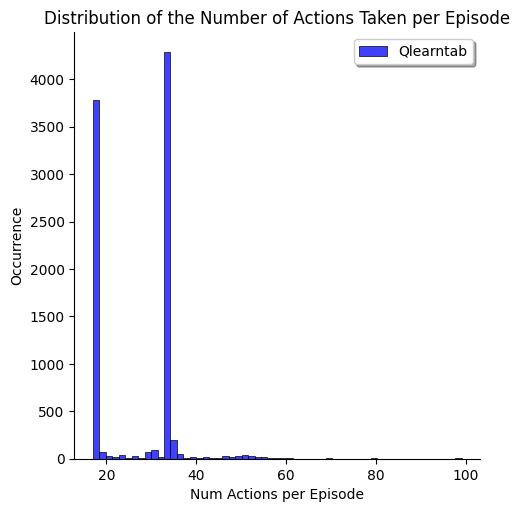 Distribution of the Number of Actions Taken per Episode
Qlearntab
4000
3500
3000
2500
2000
1500
1000
500
0
Occurrence
20 40 60 80 100
Num Actions per Episode